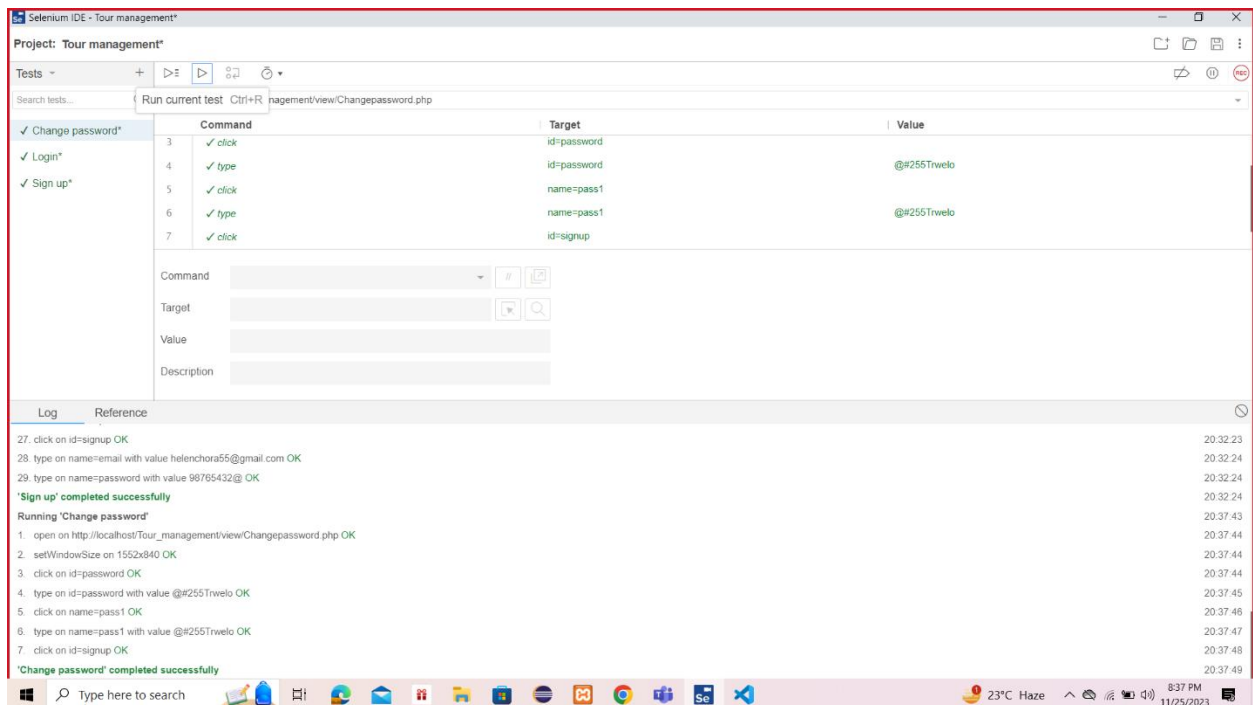 Selenium IDE - Tour management*
Project: Tour management*
Tests
Search tests...
Run current test Ctrl+R nagement/view/Changepassword.php
REC
Command Target Value
✓ Change password*
✓ Login*
✓ Sign up*
3 ✓ click id=password
4 ✓ type id=password @#255Trwelo
5 ✓ click name=pass1
6 ✓ type name=pass1 @#255Trwelo
7 ✓ click id=signup
Command //
Target
Value
Description
Log Reference
27. click on id=signup OK 20:32:23
28. type on name=email with value helenchora55@gmail.com OK 20:32:24
29. type on name=password with value 98765432@ OK 20:32:24
'Sign up' completed successfully 20:32:24
Running 'Change password' 20:37:43
1. open on http://localhost/Tour_management/view/Changepassword.php OK 20:37:44
2. setWindowSize on 1552x840 OK 20:37:44
3. click on id=password OK 20:37:44
4. type on id=password with value @#255Trwelo OK 20:37:45
5. click on name=pass1 OK 20:37:46
6. type on name=pass1 with value @#255Trwelo OK 20:37:47
7. click on id=signup OK 20:37:48
'Change password' completed successfully 20:37:49
Type here to search
Se
23°C Haze
8:37 PM
11/25/2023